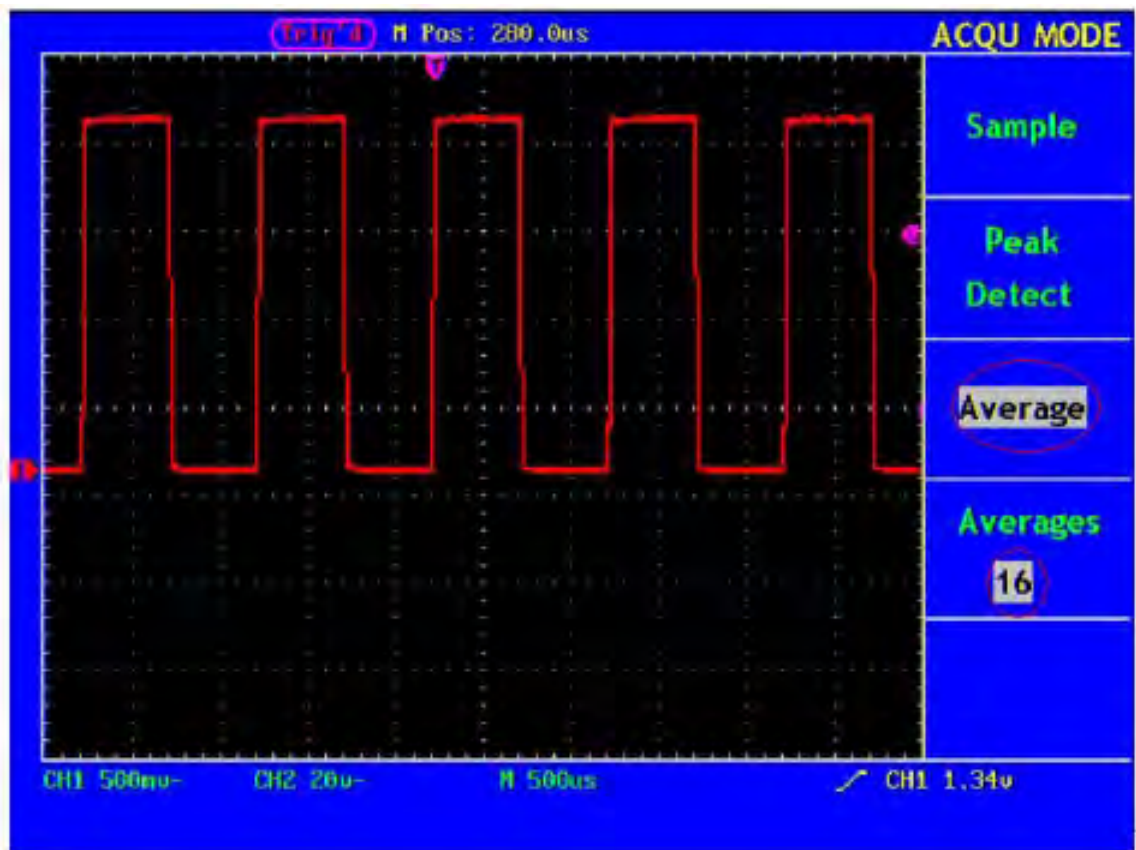 Trig'd M Pos: 280.0us
ACQU MODE
Sample
Peak
Detect
Average
Averages
16
1
CH1 500mv~ CH2 20v~ M 500us CH1 1.34v